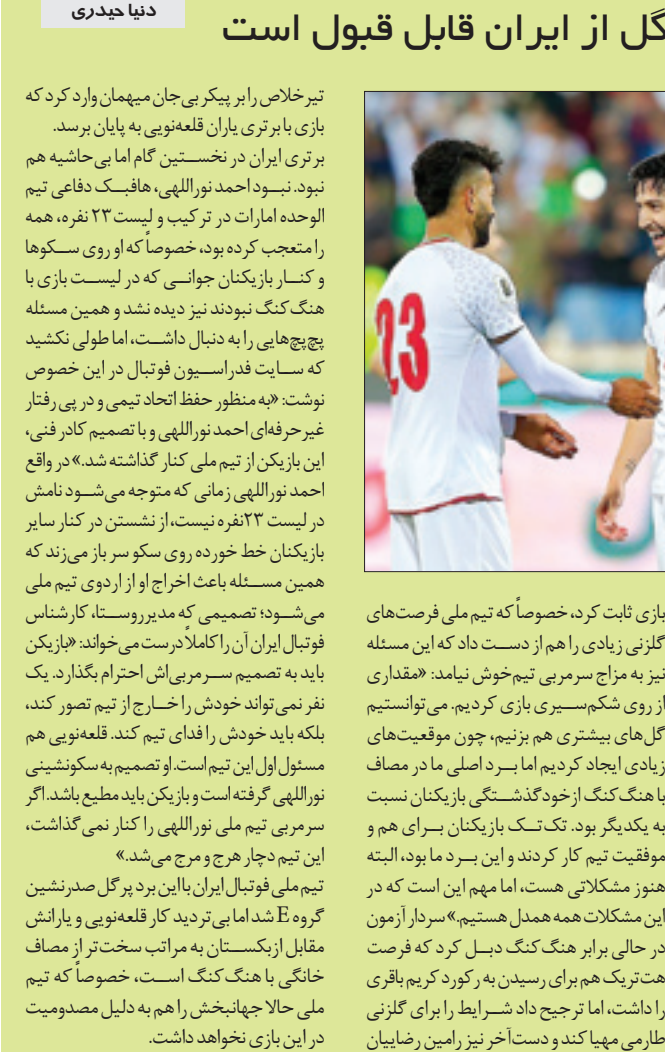 دنیا حیدری
گل از ایران قابل قبول است
23
بازی ثابت کرد، خصوصاً که تیم ملی فرصت‌های
گلزنی زیادی را هم از دست داد که این مسئله
نیز به مزاج سرمربی تیم خوش نیامد: «مقداری
از روی شکم‌سیری بازی کردیم. می‌توانستیم
گل‌های بیشتری هم بزنیم، چون موقعیت‌های
زیادی ایجاد کردیم اما برد اصلی ما در مصاف
با هنگ کنگ ازخودگذشتگی بازیکنان نسبت
به یکدیگر بود. تک‌تک بازیکنان برای هم و
موفقیت تیم کار کردند و این برد ما بود، البته
هنوز مشکلاتی هست، اما مهم این است که در
این مشکلات همه همدل هستیم.» سردار آزمون
در حالی برابر هنگ کنگ دبل کرد که فرصت
هت‌تریک هم برای رسیدن به رکورد کریم باقری
را داشت، اما ترجیح داد شرایط را برای گلزنی
طارمی مهیا کند و دست آخر نیز رامین رضاییان
تیر خلاص را بر پیکر بی‌جان میهمان وارد کرد که
بازی با برتری یاران قلعه‌نویی به پایان برسد.
برتری ایران در نخستین گام اما بی‌حاشیه هم
نبود. نبود احمد نوراللهی، هافبک دفاعی تیم
الوحده امارات در ترکیب و لیست ۲۳ نفره، همه
را متعجب کرده بود، خصوصاً که او روی سکوها
و کنار بازیکنان جوانی که در لیست بازی با
هنگ کنگ نبودند نیز دیده نشد و همین مسئله
پچ‌پچ‌هایی را به دنبال داشت، اما طولی نکشید
که سایت فدراسیون فوتبال در این خصوص
نوشت: «به منظور حفظ اتحاد تیمی و در پی رفتار
غیرحرفه‌ای احمد نوراللهی و با تصمیم کادر فنی،
این بازیکن از تیم ملی کنار گذاشته شد.» در واقع
احمد نوراللهی زمانی که متوجه می‌شود نامش
در لیست ۲۳نفره نیست، از نشستن در کنار سایر
بازیکنان خط خورده روی سکو سر باز می‌زند که
همین مسئله باعث اخراج او از اردوی تیم ملی
می‌شود؛ تصمیمی که مدیرروستا، کارشناس
فوتبال ایران آن را کاملاً درست می‌خواند: «بازیکن
باید به تصمیم سرمربی‌اش احترام بگذارد. یک
نفر نمی‌تواند خودش را خارج از تیم تصور کند،
بلکه باید خودش را فدای تیم کند. قلعه‌نویی هم
مسئول اول این تیم است. او تصمیم به سکونشینی
نوراللهی گرفته است و بازیکن باید مطیع باشد. اگر
سرمربی تیم ملی نوراللهی را کنار نمی‌گذاشت،
این تیم دچار هرج و مرج می‌شد.»
تیم ملی فوتبال ایران با این برد پرگل صدرنشین
گروه E شد اما بی‌تردید کار قلعه‌نویی و یارانش
مقابل ازبکستان به مراتب سخت‌تر از مصاف
خانگی با هنگ کنگ است، خصوصاً که تیم
ملی حالا جهانبخش را هم به دلیل مصدومیت
در این بازی نخواهد داشت.